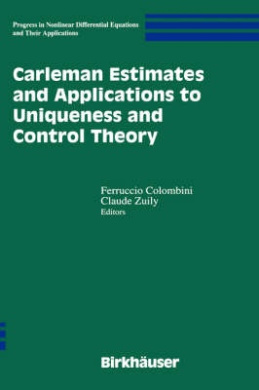 Progress in Nonlinear Differential Equations
and Their Applications
Carleman Estimates
and Applications to
Uniqueness and
Control Theory
Ferruccio Colombini
Claude Zuily
Editors
Birkhäuser